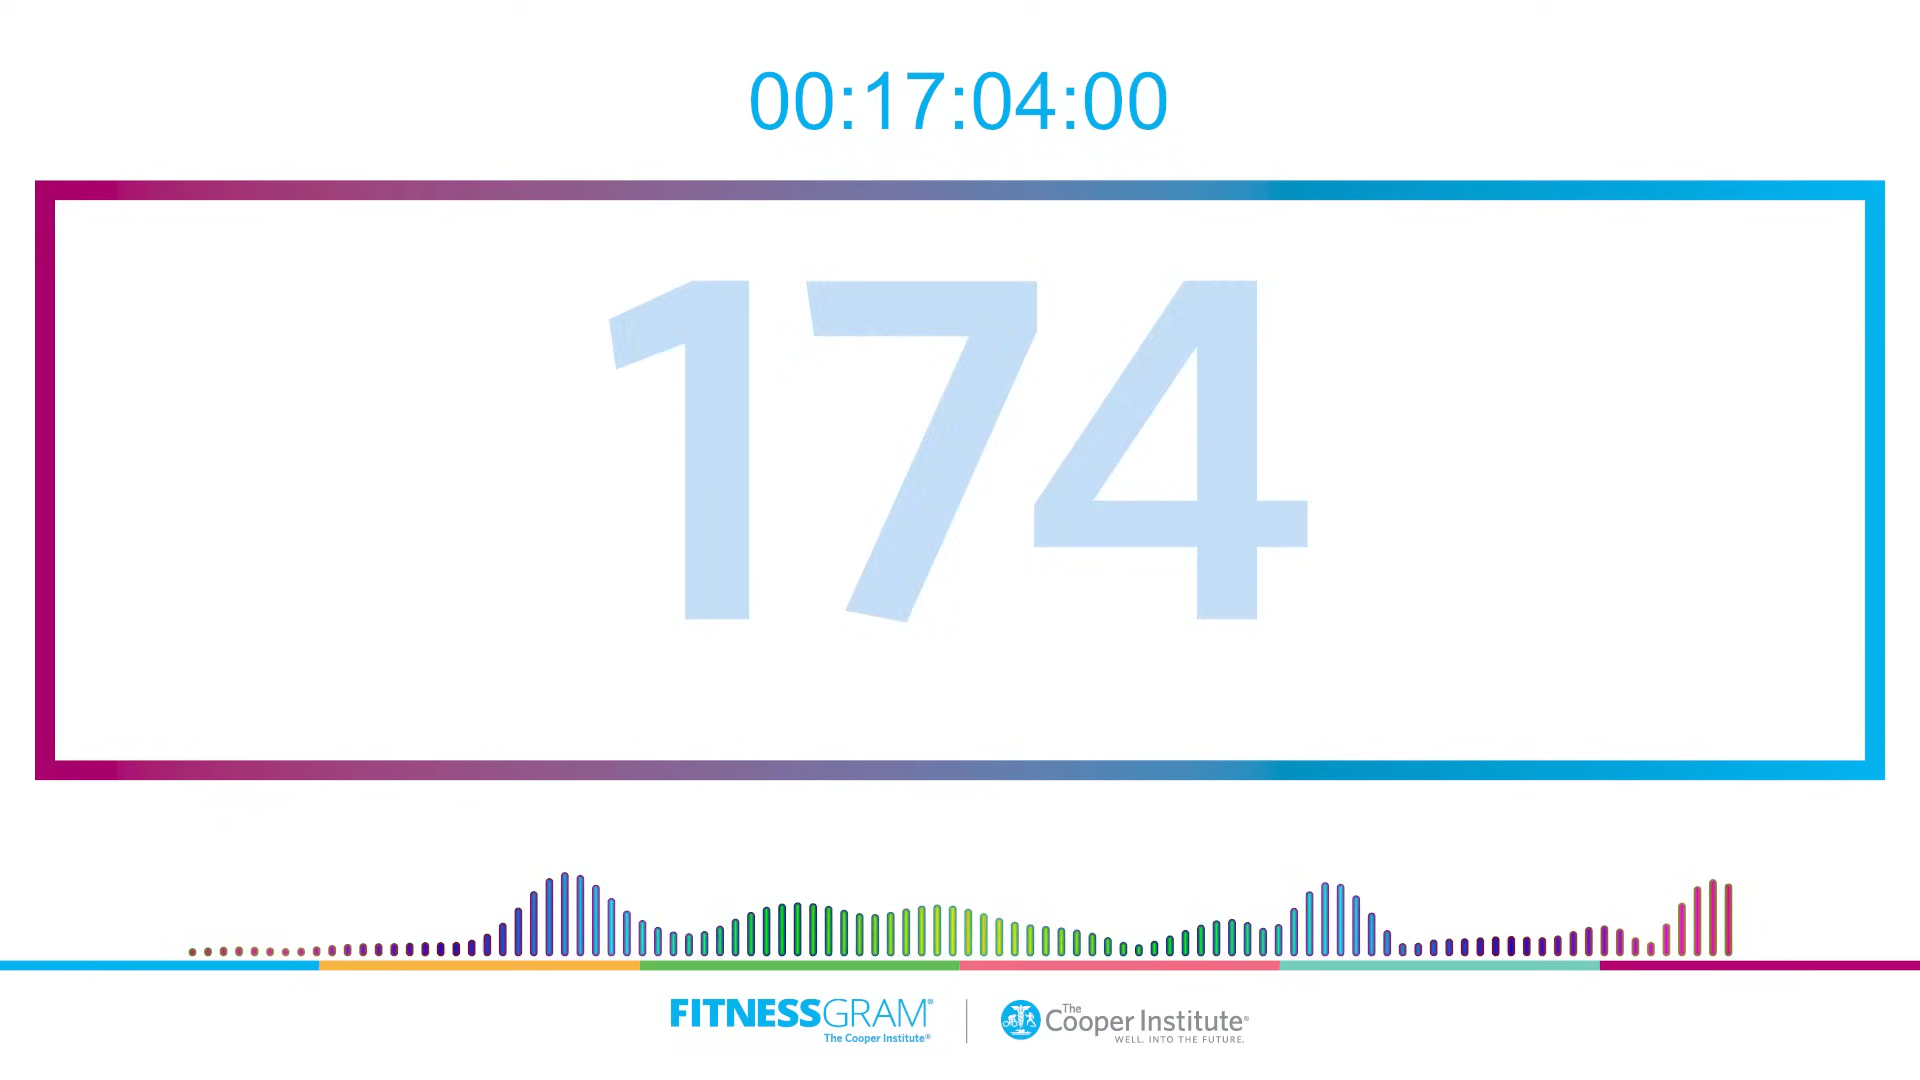 00:17:04:00
174
FITNESSGRAM®
The Cooper Institute®
The
Cooper Institute®
WELL. INTO THE FUTURE.